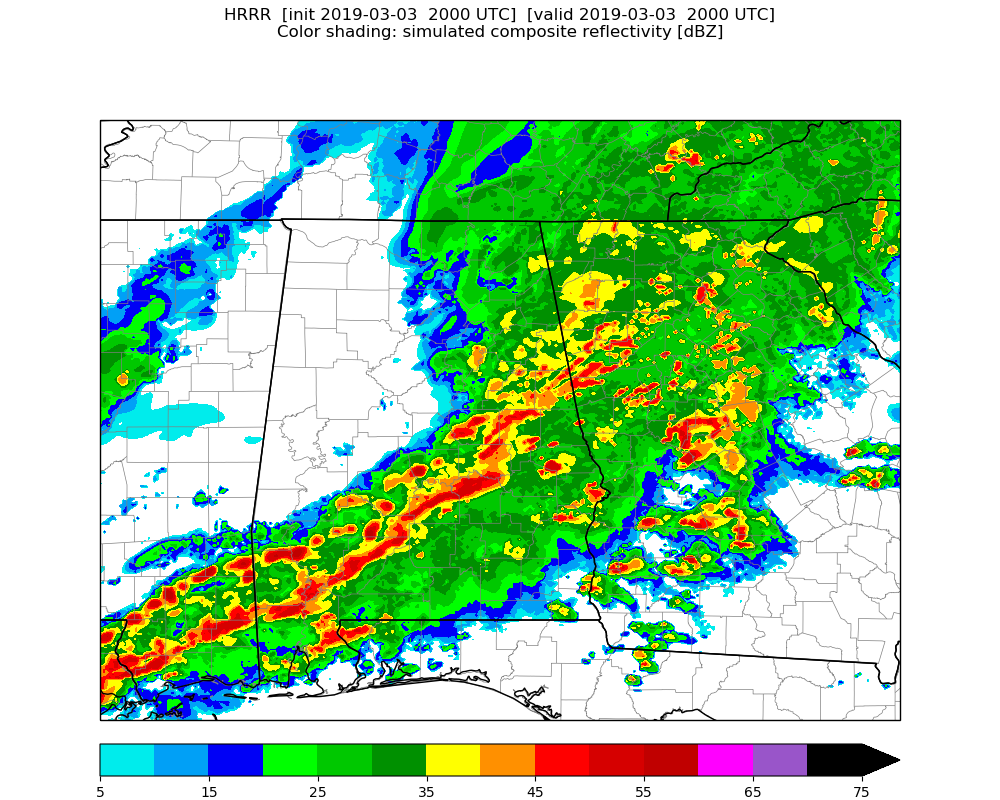 HRRR  [init 2019-03-03  2000 UTC]  [valid 2019-03-03  2000 UTC]
Color shading: simulated composite reflectivity [dBZ]
5 15 25 35 45 55 65 75